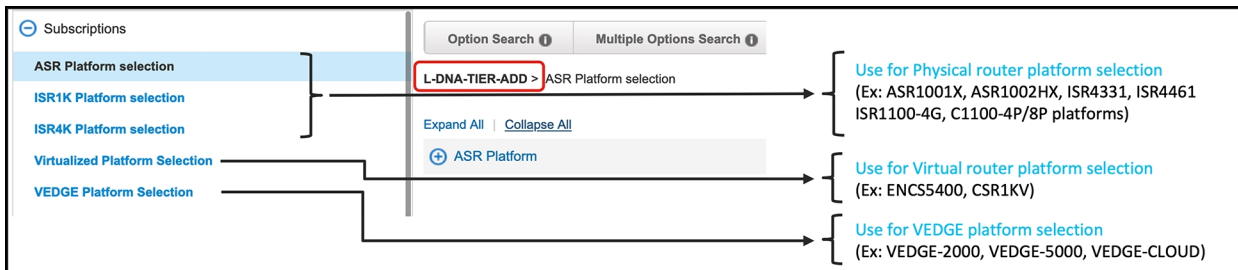 Subscriptions
ASR Platform selection
ISR1K Platform selection
ISR4K Platform selection
Virtualized Platform Selection
VEDGE Platform Selection
Option Search
Multiple Options Search
L-DNA-TIER-ADD > ASR Platform selection
Expand All | Collapse All
ASR Platform
Use for Physical router platform selection
(Ex: ASR1001X, ASR1002HX, ISR4331, ISR4461
ISR1100-4G, C1100-4P/8P platforms)
Use for Virtual router platform selection
(Ex: ENCS5400, CSR1KV)
Use for VEDGE platform selection
(Ex: VEDGE-2000, VEDGE-5000, VEDGE-CLOUD)